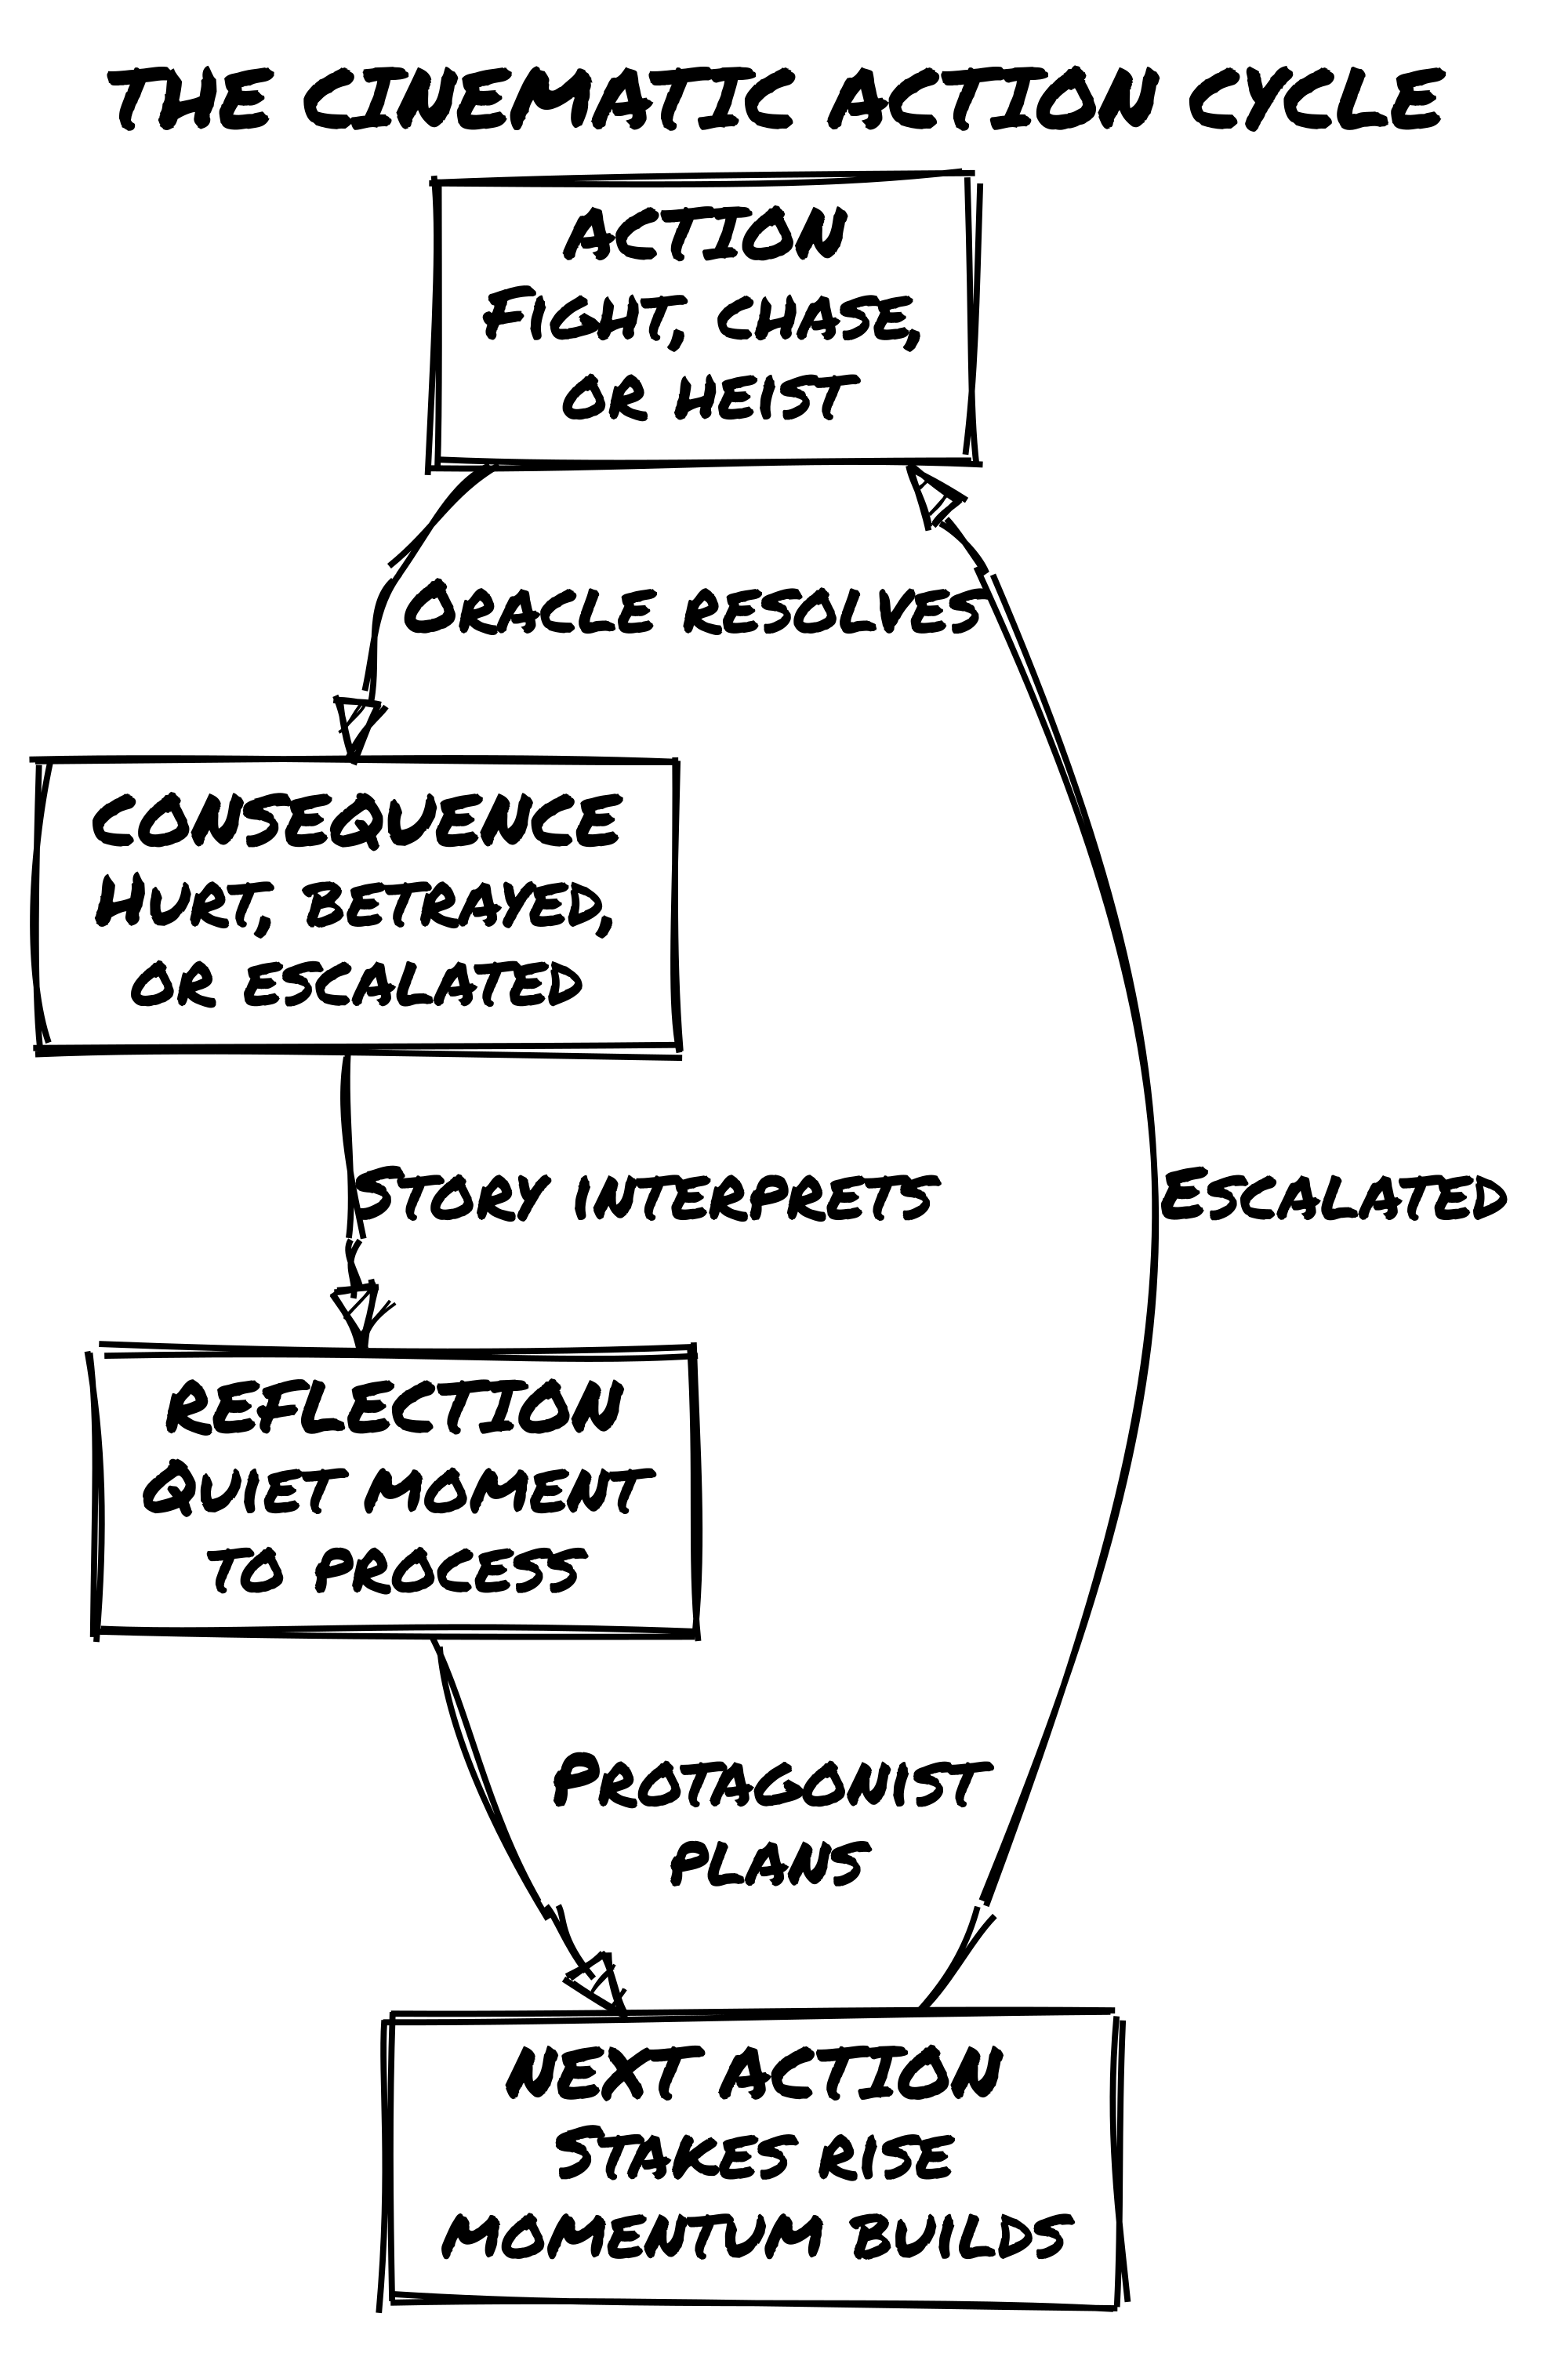 THE CINEMATIC ACTION CYCLE
ACTION
FIGHT, CHASE,
OR HEIST
ORACLE RESOLVES
CONSEQUENCE
HURT, BETRAYED,
OR ESCALATED
STORY INTERPRETS
ESCALATED
REFLECTION
QUIET MOMENT
TO PROCESS
PROTAGONIST
PLANS
NEXT ACTION
STAKES RISE
MOMENTUM BUILDS